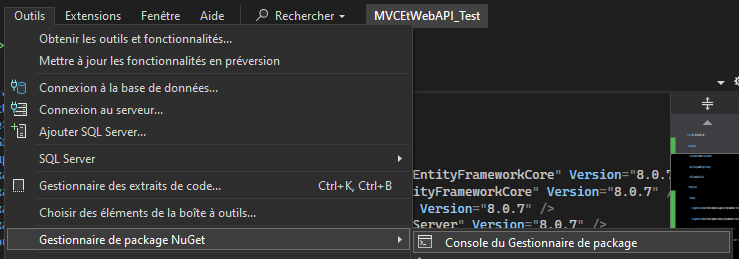 Outils Extensions Fenêtre Aide Rechercher MVCEtWebAPI_Test
Obtenir les outils et fonctionnalités...
Mettre à jour les fonctionnalités en préversion
Connexion à la base de données...
Connexion au serveur...
Ajouter SQL Server...
EntityFrameworkCore" Version="8.0.7
SQL Server
ityFrameworkCore" Version="8.0.7" /
Gestionnaire des extraits de code... Ctrl+K, Ctrl+B
Version="8.0.7" />
Choisir des éléments de la boîte à outils...
Server" Version="8.0.7" />
Gestionnaire de package NuGet
Console du Gestionnaire de package